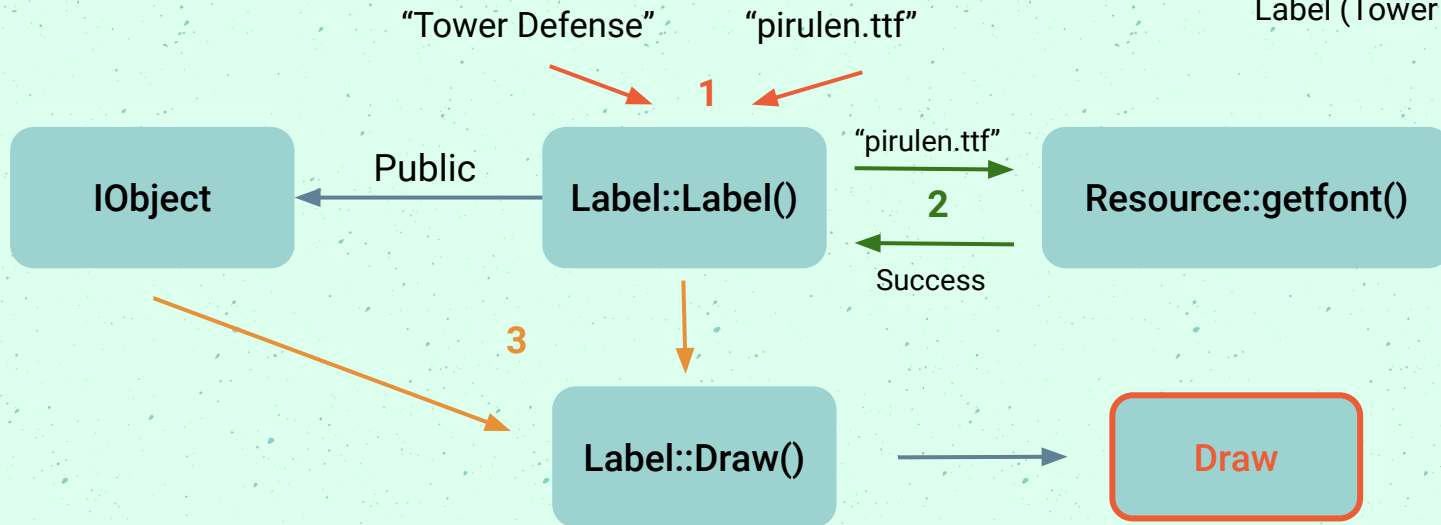 Label (Tower
“Tower Defense”
“pirulen.ttf”
1
IObject
Public
Label::Label()
“pirulen.ttf”
2
Success
Resource::getfont()
3
Label::Draw()
Draw